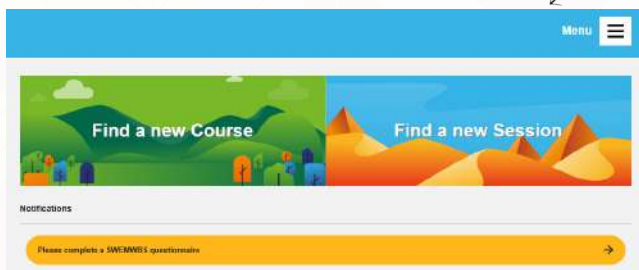 Menu
Find a new Course
Find a new Session
Notifications
Please complete a SWEMWBS questionnaire